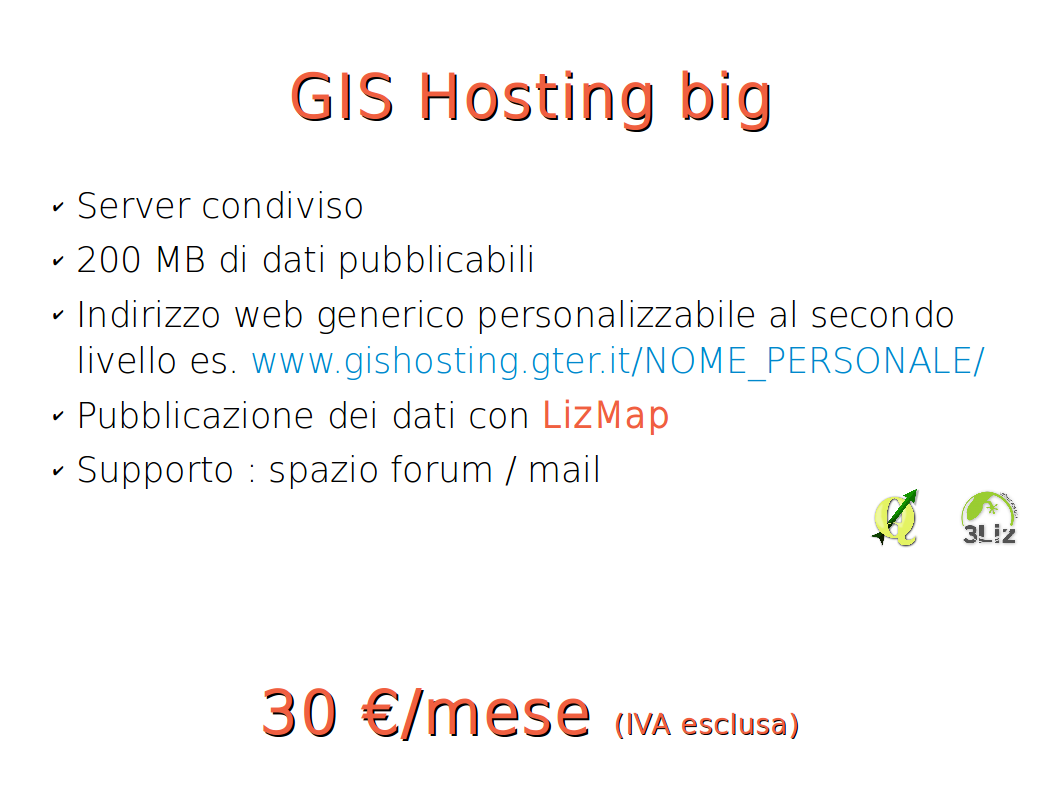 GIS Hosting big
✔ Server condiviso
✔ 200 MB di dati pubblicabili
✔ Indirizzo web generico personalizzabile al secondo
livello es. www.gishosting.gter.it/NOME_PERSONALE/
✔ Pubblicazione dei dati con LizMap
✔ Supporto : spazio forum / mail
3Liz
30 €/mese (IVA esclusa)